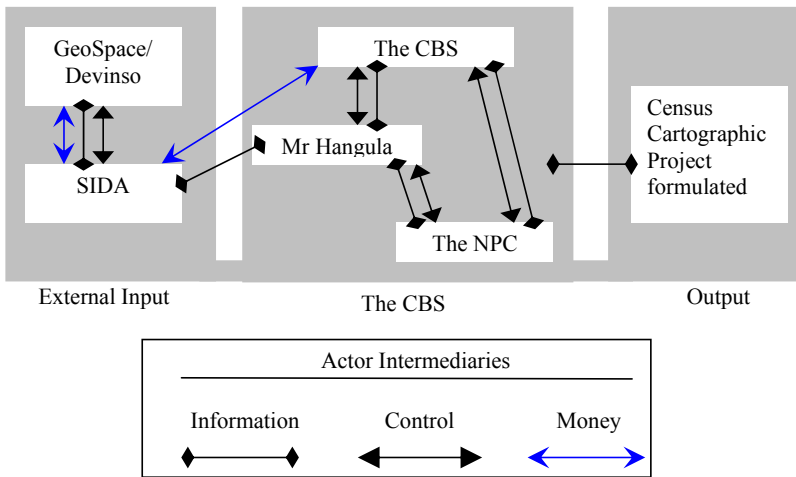 GeoSpace/
Devinso
SIDA
The CBS
Mr Hangula
The NPC
Census
Cartographic
Project
formulated
External Input
The CBS
Output
Actor Intermediaries
Information
Control
Money